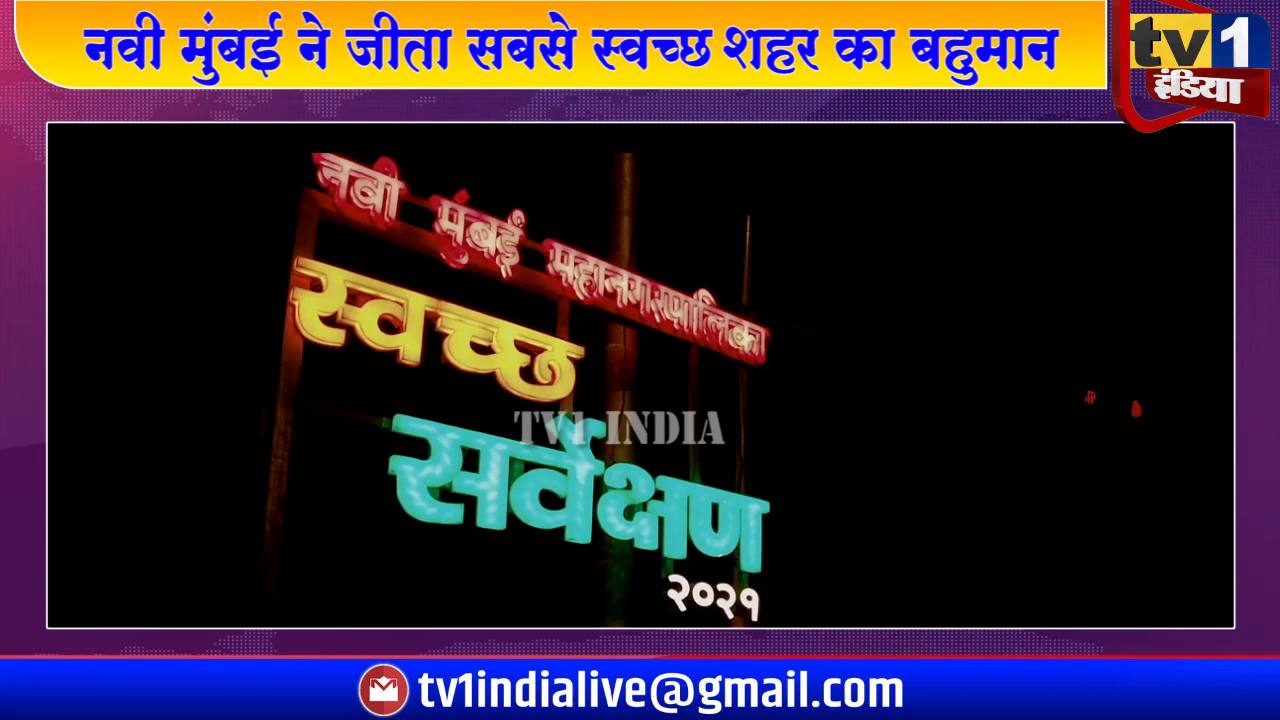 नवी मुंबई ने जीता सबसे स्वच्छ शहर का बहुमान
tv1
इंडिया
नवी मुंबई महानगरपालिका
स्वच्छ
TV1 INDIA
सर्वेक्षण
२०२१
tv1indialive@gmail.com